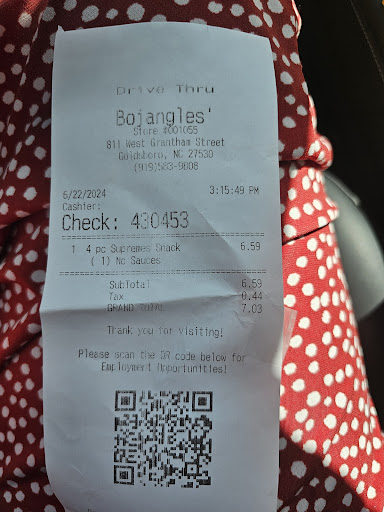 Drive Thru
Bojangles'
Store #001055
811 West Grantham Street
Goldsboro, NC 27530
(919)583-9808
6/22/2024 3:15:49 PM
Cashier:
Check: 430453
1 4 pc Supremes Snack 6.59
( 1) No Sauces
SubTotal 6.59
Tax 0.44
GRAND TOTAL 7.03
Thank you for visiting!
Please scan the QR code below for
Employment Opportunities!